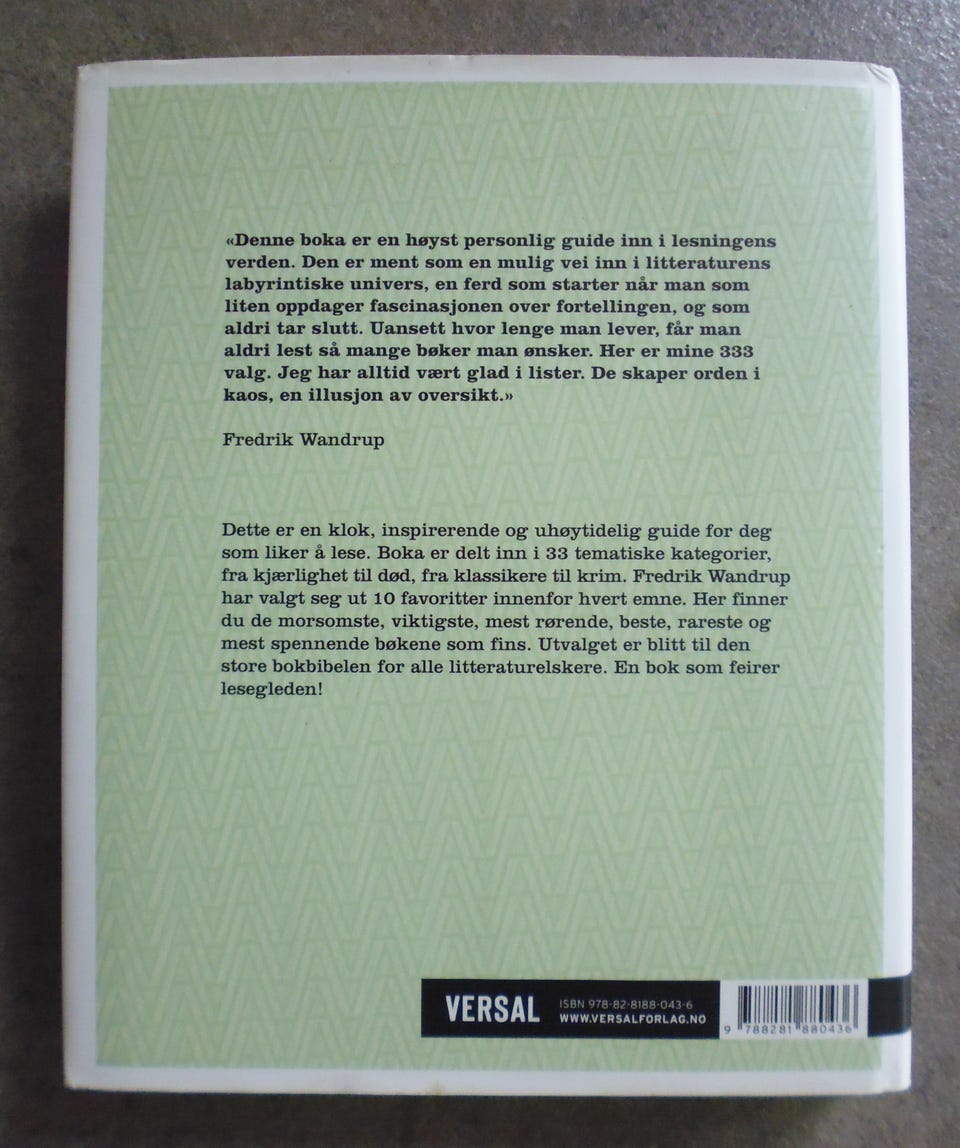 «Denne boka er en høyst personlig guide inn i lesningens
verden. Den er ment som en mulig vei inn i litteraturens
labyrintiske univers, en ferd som starter når man som
liten oppdager fascinasjonen over fortellingen, og som
aldri tar slutt. Uansett hvor lenge man lever, får man
aldri lest så mange bøker man ønsker. Her er mine 333
valg. Jeg har alltid vært glad i lister. De skaper orden i
kaos, en illusjon av oversikt.»
Fredrik Wandrup
Dette er en klok, inspirerende og uhøytidelig guide for deg
som liker å lese. Boka er delt inn i 33 tematiske kategorier,
fra kjærlighet til død, fra klassikere til krim. Fredrik Wandrup
har valgt seg ut 10 favoritter innenfor hvert emne. Her finner
du de morsomste, viktigste, mest rørende, beste, rareste og
mest spennende bøkene som fins. Utvalget er blitt til den
store bokbibelen for alle litteraturelskere. En bok som feirer
lesegleden!
VERSAL
ISBN 978-82-8188-043-6
WWW.VERSALFORLAG.NO
9 788281 880436